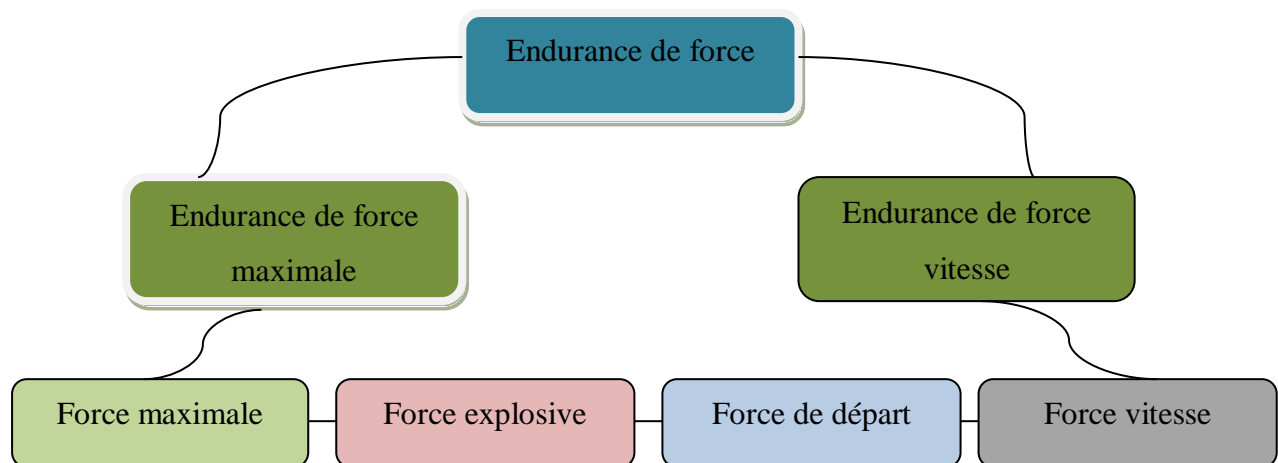 Endurance de force
Endurance de force
maximale
Endurance de force
vitesse
Force maximale
Force explosive
Force de départ
Force vitesse